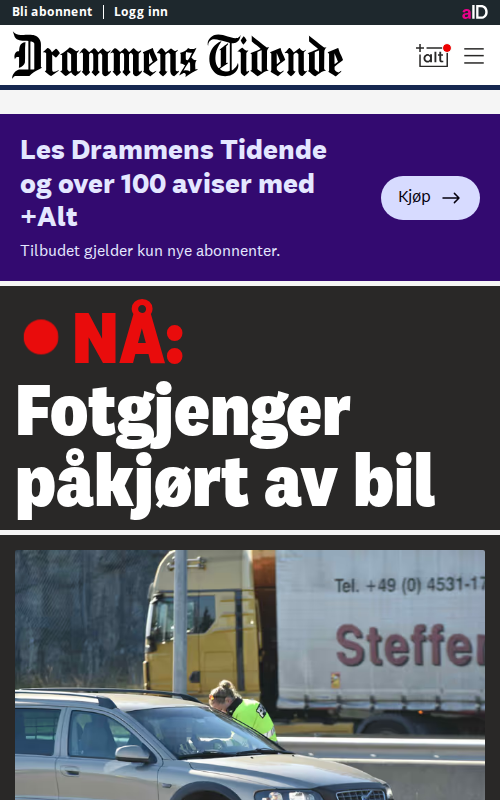 Bli abonnent | Logg inn
aID
Drammens Tidende
+alt
Les Drammens Tidende
og over 100 aviser med
+Alt
Kjøp →
Tilbudet gjelder kun nye abonnenter.
NÅ:
Fotgjenger
påkjørt av bil
Tel. +49 (0) 4531-17
Steffen